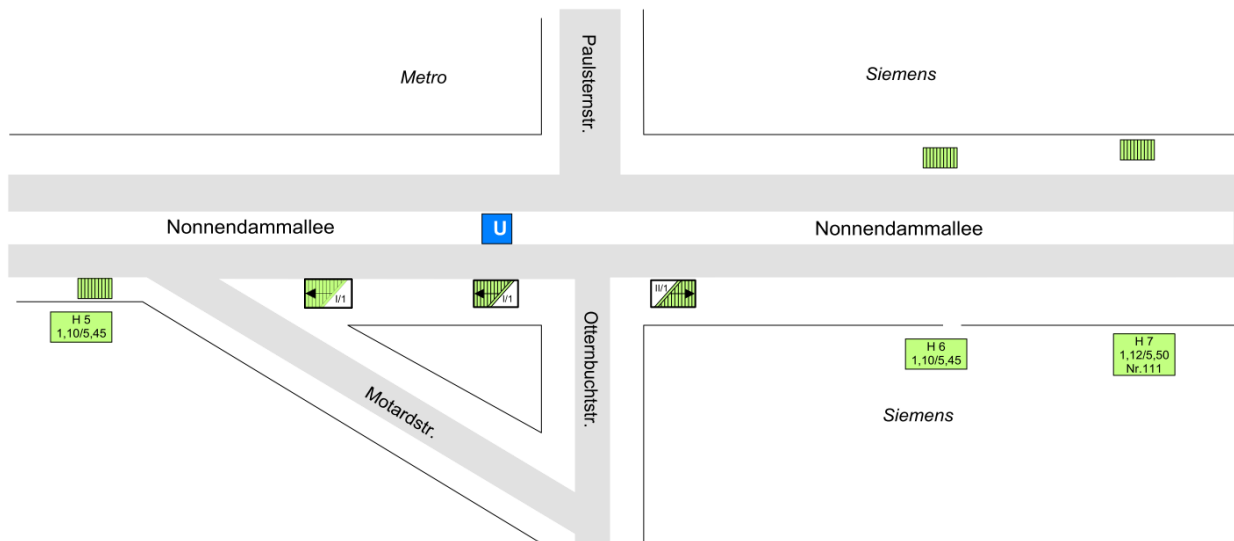 Paulsternstr.
Metro
Siemens
Nonnendammallee
U
Nonnendammallee
I/1
I/1
II/1
H 5
1,10/5,45
Otternbuchtstr.
Motardstr.
H 6
1,10/5,45
H 7
1,12/5,50
Nr.111
Siemens